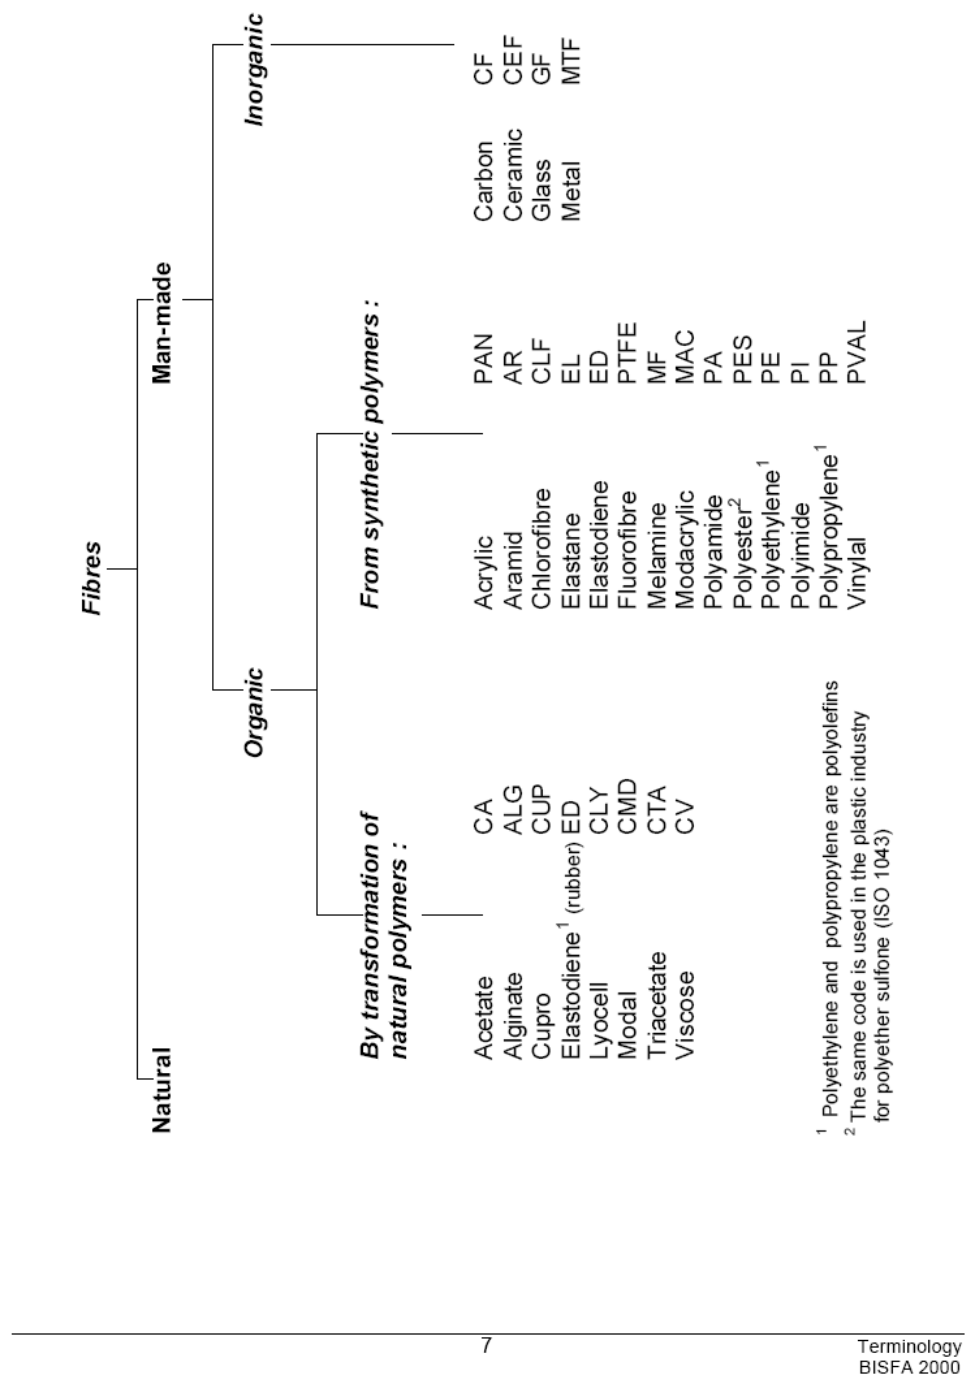 Fibres
Natural
Man-made
Organic
Inorganic
By transformation of
natural polymers :
From synthetic polymers :
Acetate CA
Alginate ALG
Cupro CUP
Elastodiene¹ (rubber) ED
Lyocell CLY
Modal CMD
Triacetate CTA
Viscose CV
Acrylic PAN
Aramid AR
Chlorofibre CLF
Elastane EL
Elastodiene ED
Fluorofibre PTFE
Melamine MF
Modacrylic MAC
Polyamide PA
Polyester² PES
Polyethylene¹ PE
Polyimide PI
Polypropylene¹ PP
Vinylal PVAL
Carbon CF
Ceramic CEF
Glass GF
Metal MTF
¹ Polyethylene and polypropylene are polyolefins
² The same code is used in the plastic industry
for polyether sulfone (ISO 1043)
7
Terminology
BISFA 2000